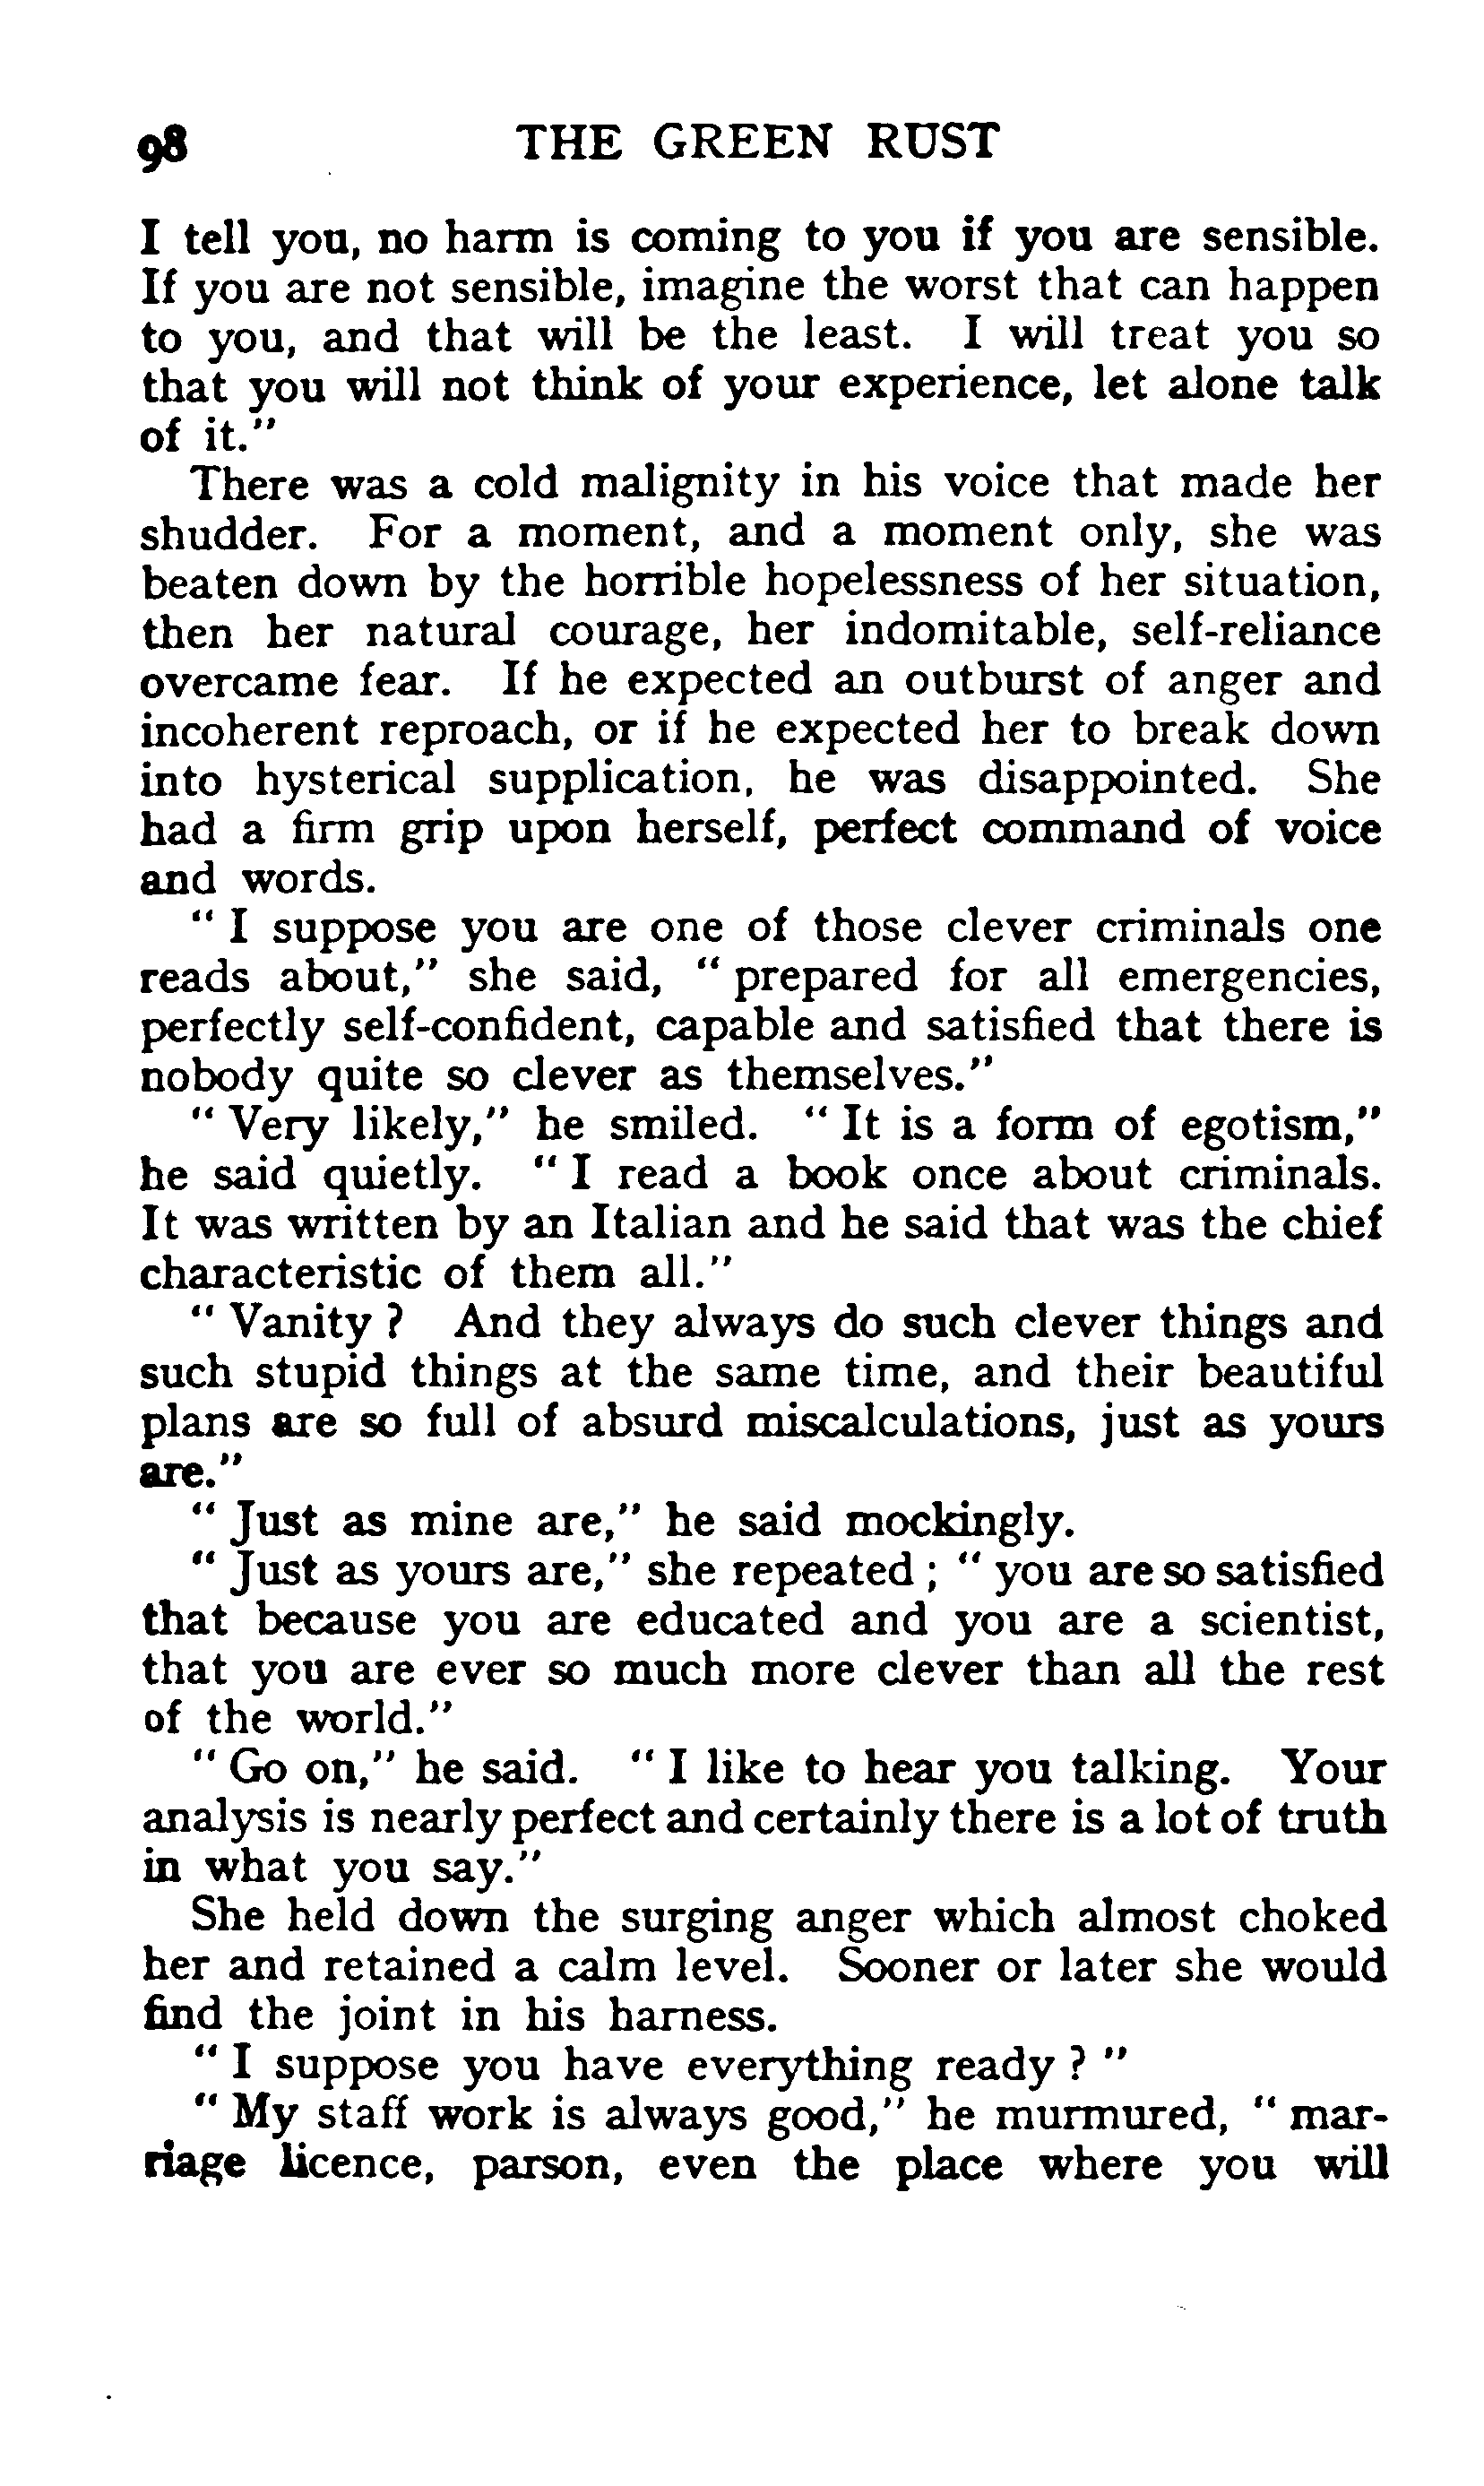 98 THE GREEN RUST
I tell you, no harm is coming to you if you are sensible.
If you are not sensible, imagine the worst that can happen
to you, and that will be the least. I will treat you so
that you will not think of your experience, let alone talk
of it."
There was a cold malignity in his voice that made her
shudder. For a moment, and a moment only, she was
beaten down by the horrible hopelessness of her situation,
then her natural courage, her indomitable, self-reliance
overcame fear. If he expected an outburst of anger and
incoherent reproach, or if he expected her to break down
into hysterical supplication, he was disappointed. She
had a firm grip upon herself, perfect command of voice
and words.
" I suppose you are one of those clever criminals one
reads about," she said, " prepared for all emergencies,
perfectly self-confident, capable and satisfied that there is
nobody quite so clever as themselves."
" Very likely," he smiled. " It is a form of egotism,"
he said quietly. " I read a book once about criminals.
It was written by an Italian and he said that was the chief
characteristic of them all."
" Vanity ? And they always do such clever things and
such stupid things at the same time, and their beautiful
plans are so full of absurd miscalculations, just as yours
are."
" Just as mine are," he said mockingly.
" Just as yours are," she repeated ; " you are so satisfied
that because you are educated and you are a scientist,
that you are ever so much more clever than all the rest
of the world."
" Go on," he said. " I like to hear you talking. Your
analysis is nearly perfect and certainly there is a lot of truth
in what you say."
She held down the surging anger which almost choked
her and retained a calm level. Sooner or later she would
find the joint in his harness.
" I suppose you have everything ready ? "
" My staff work is always good," he murmured, " mar-
riage licence, parson, even the place where you will